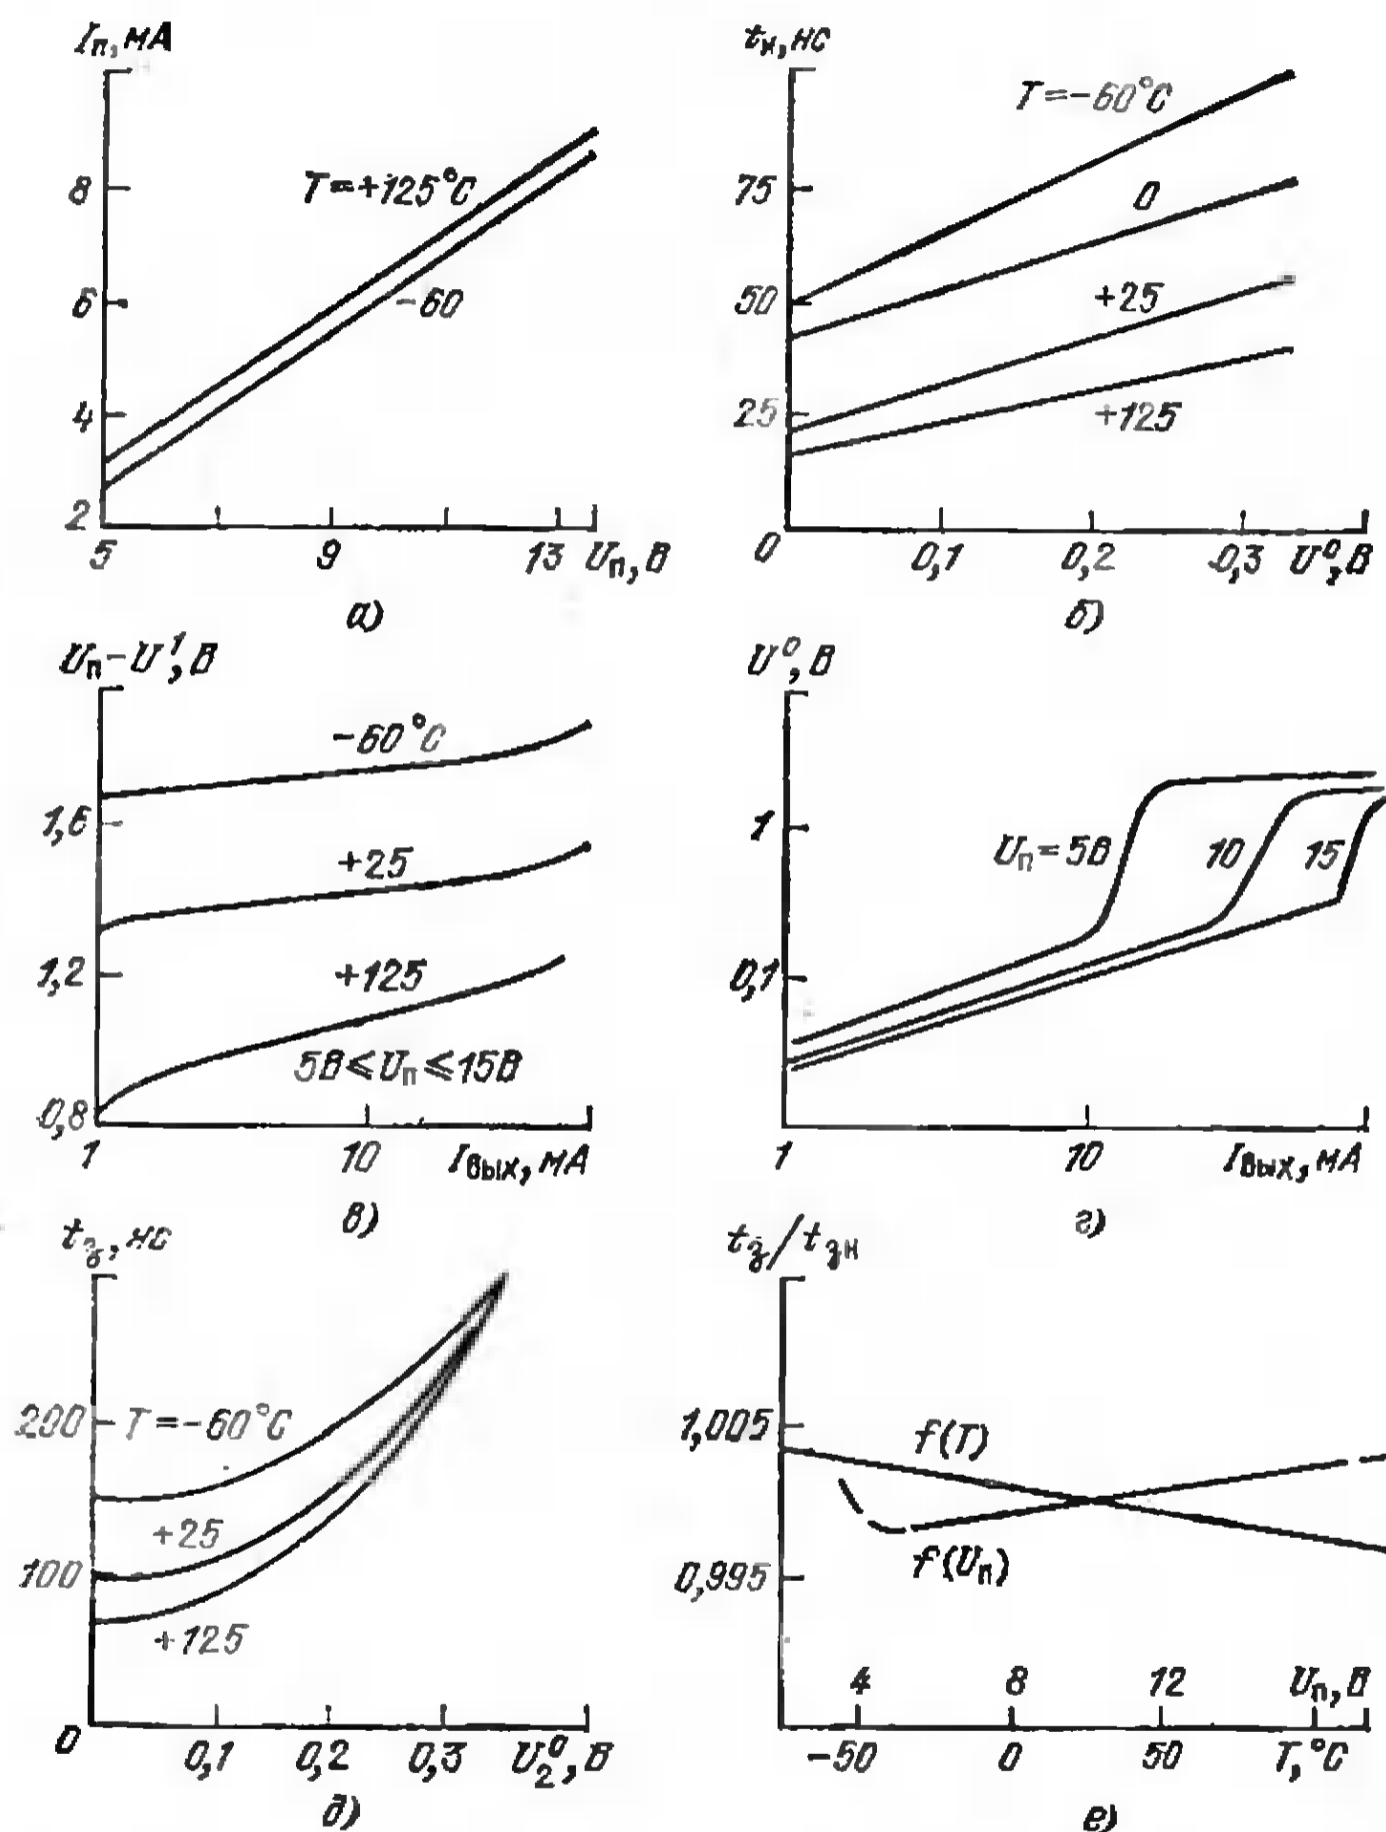 Iп, мА
8
6
4
2
T=+125°C
-60
5 9 13 Uп, В
а)
tи, нс
75
50
25
T=-60°C
0
+25
+125
0 0,1 0,2 0,3 U⁰, В
б)
Uп-U¹, В
1,6
1,2
0,8
-60°C
+25
+125
5В≤Uп≤15В
1 10 Iвых, мА
в)
U⁰, В
1
0,1
Uп=5В 10 15
1 10 Iвых, мА
г)
tз, нс
200
100
T=-60°C
+25
+125
0 0,1 0,2 0,3 U₂⁰, В
д)
tз/tзн
1,005
0,995
f(T)
f(Uп)
4 8 12 Uп, В
-50 0 50 T,°C
е)